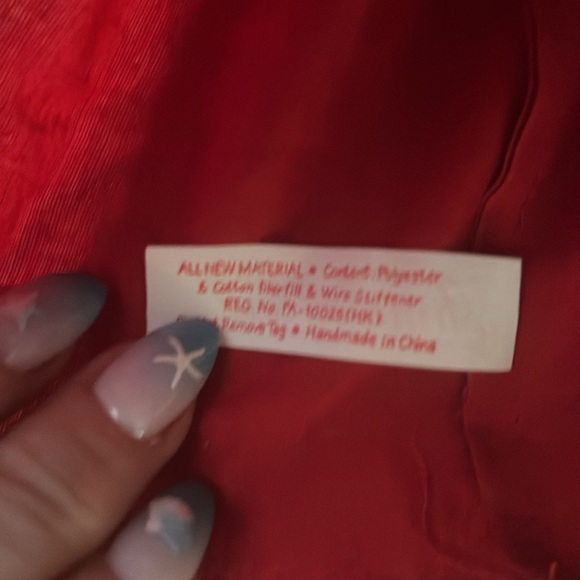 ALL NEW MATERIAL • Content: Polyester
& Cotton fiberfill & Wire Stiffener
REG. No. PA-10025(HK)
Remove Tag • Handmade in China